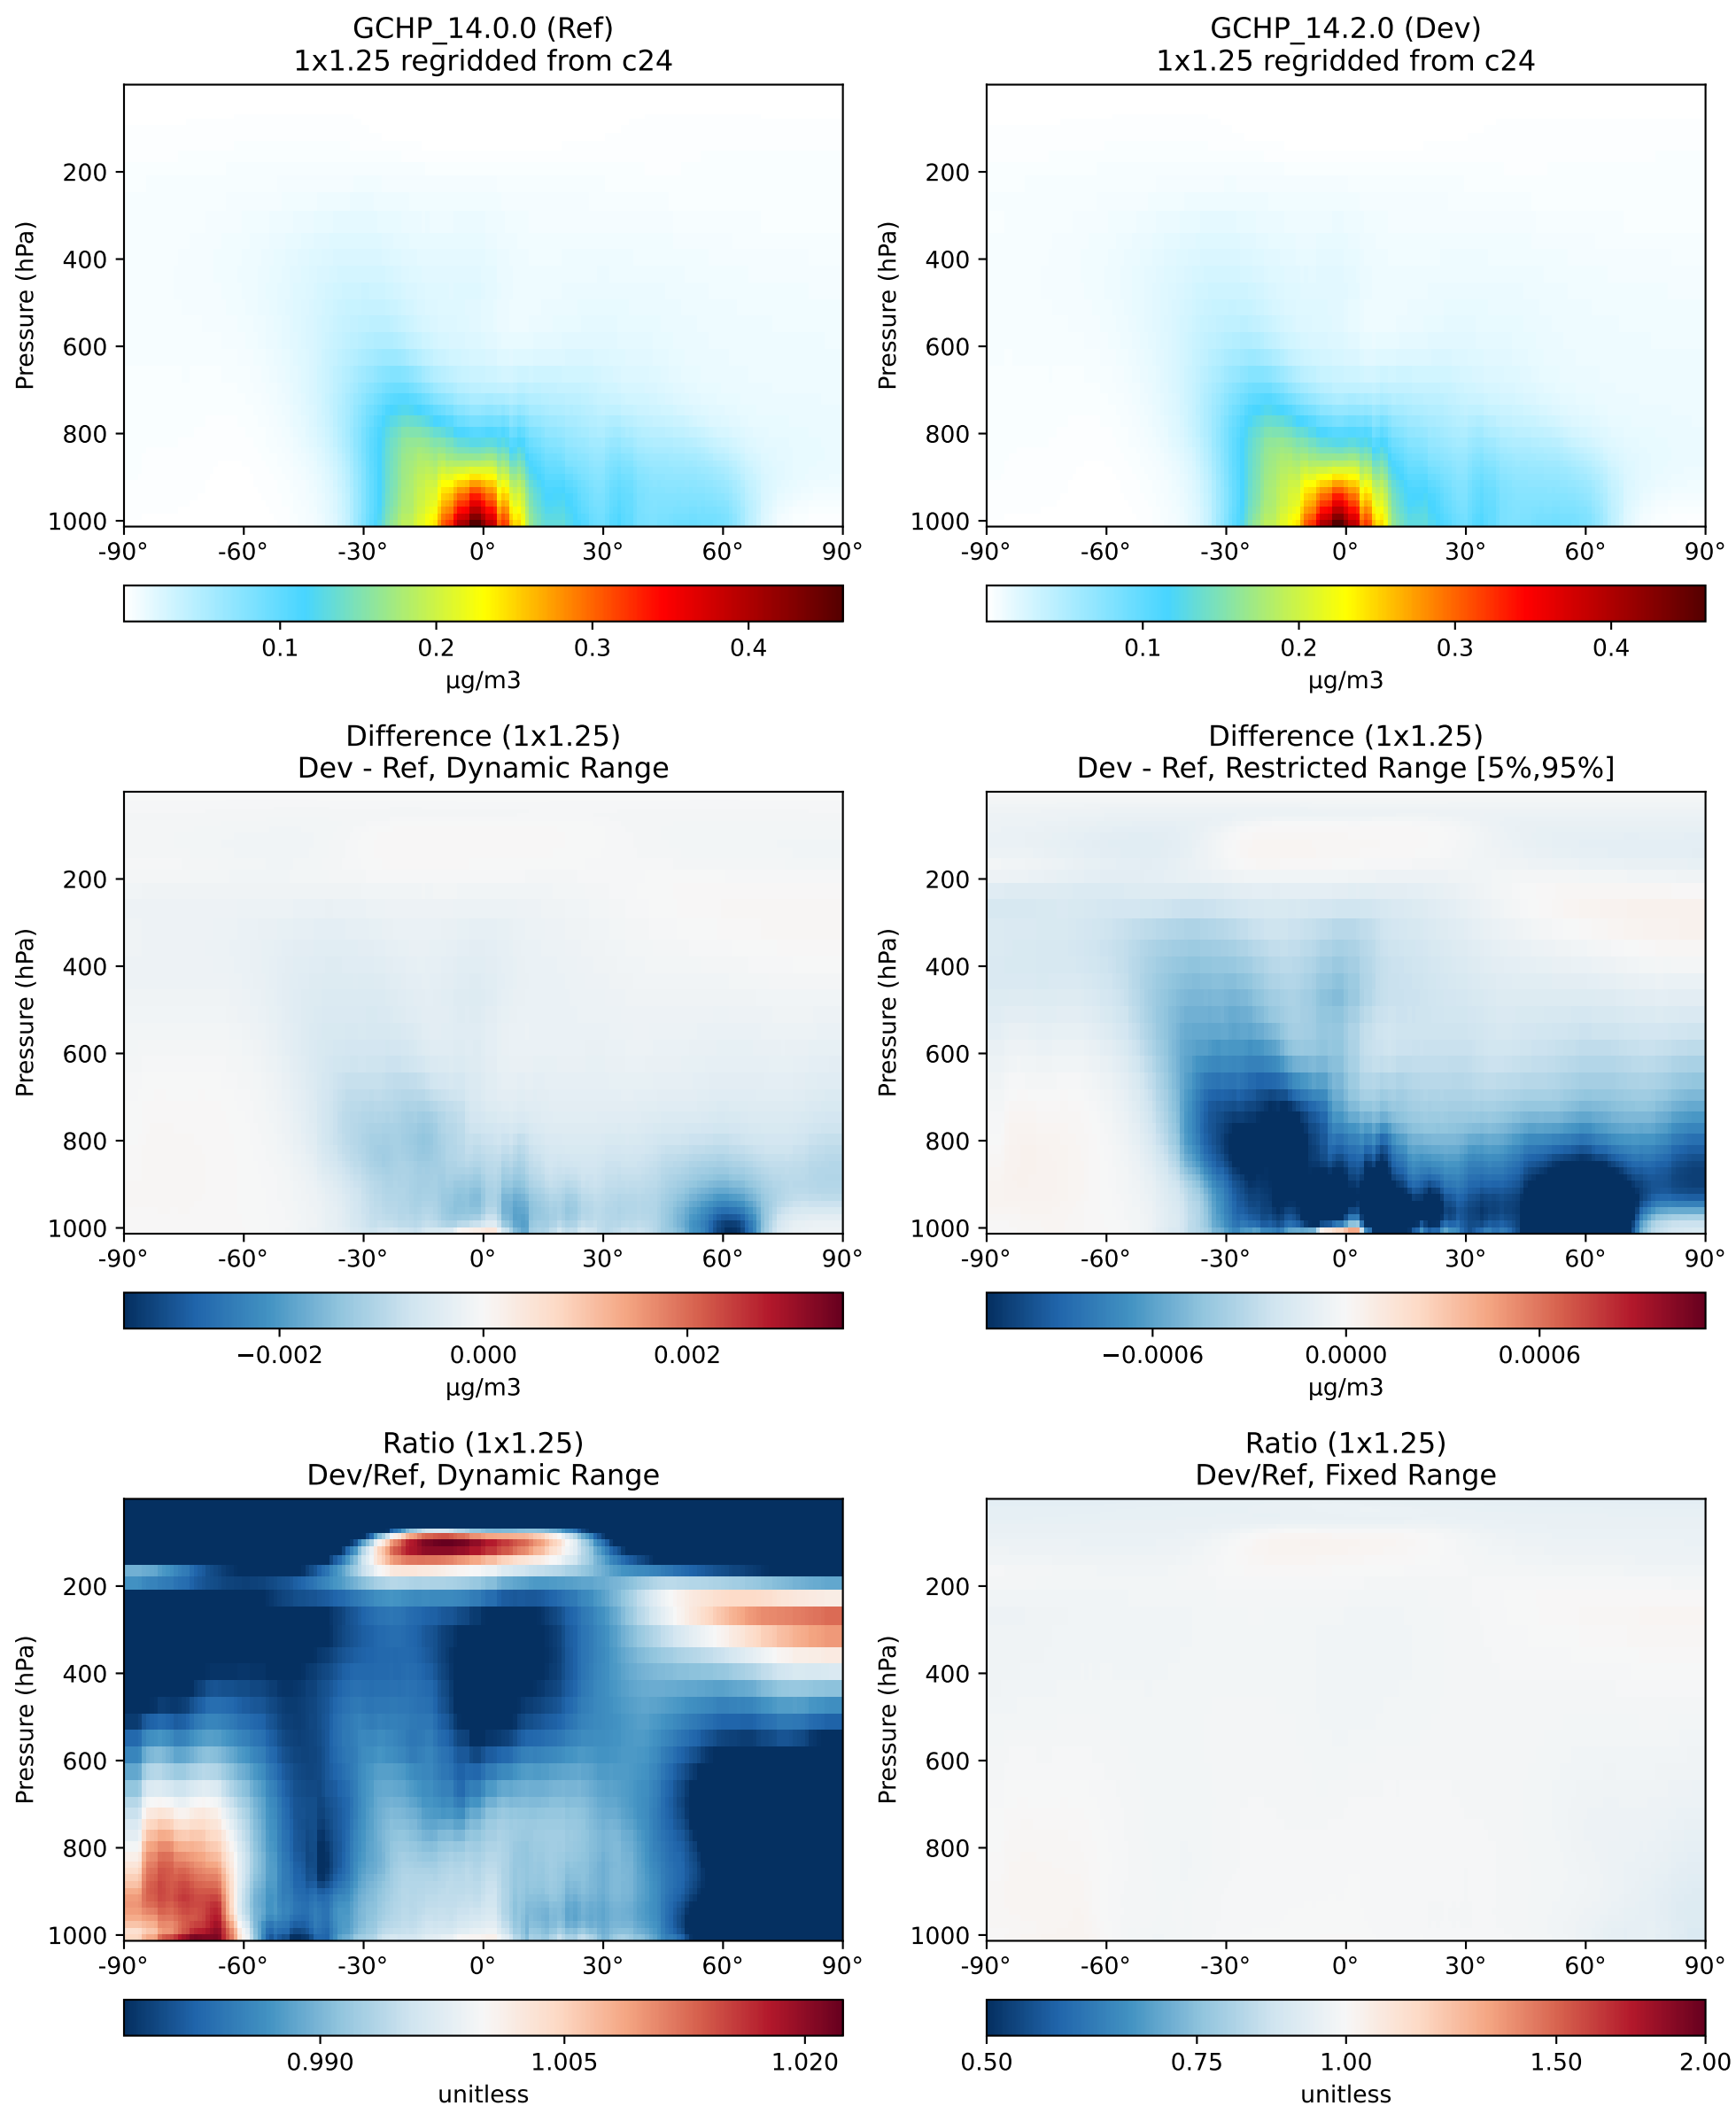 GCHP_14.0.0 (Ref)
1x1.25 regridded from c24
Pressure (hPa)
200
400
600
800
1000
-90° -60° -30° 0° 30° 60° 90°
0.1 0.2 0.3 0.4
µg/m3
GCHP_14.2.0 (Dev)
1x1.25 regridded from c24
Pressure (hPa)
200
400
600
800
1000
-90° -60° -30° 0° 30° 60° 90°
0.1 0.2 0.3 0.4
µg/m3
Difference (1x1.25)
Dev - Ref, Dynamic Range
Pressure (hPa)
200
400
600
800
1000
-90° -60° -30° 0° 30° 60° 90°
−0.002 0.000 0.002
µg/m3
Difference (1x1.25)
Dev - Ref, Restricted Range [5%,95%]
Pressure (hPa)
200
400
600
800
1000
-90° -60° -30° 0° 30° 60° 90°
−0.0006 0.0000 0.0006
µg/m3
Ratio (1x1.25)
Dev/Ref, Dynamic Range
Pressure (hPa)
200
400
600
800
1000
-90° -60° -30° 0° 30° 60° 90°
0.990 1.005 1.020
unitless
Ratio (1x1.25)
Dev/Ref, Fixed Range
Pressure (hPa)
200
400
600
800
1000
-90° -60° -30° 0° 30° 60° 90°
0.50 0.75 1.00 1.50 2.00
unitless